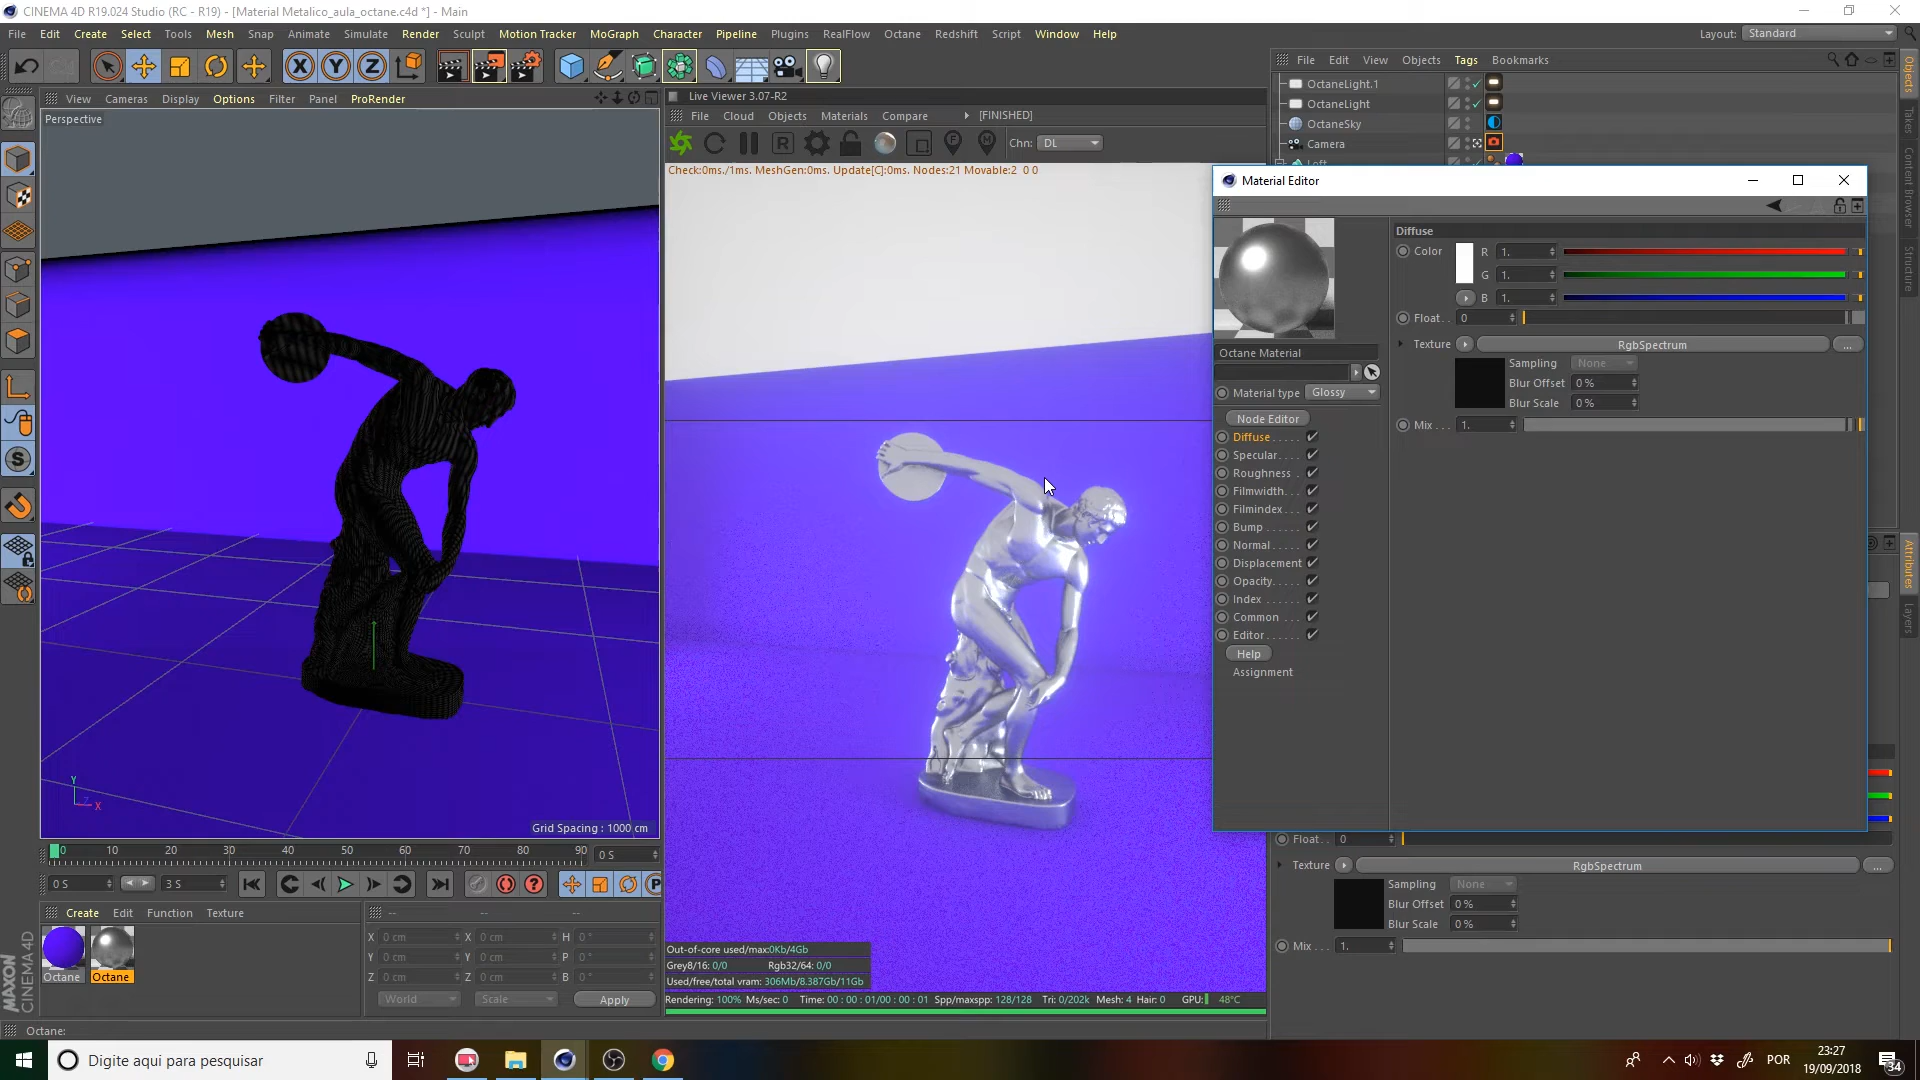 CINEMA 4D R19.024 Studio (RC - R19) - [Material Metalico_aula_octane.c4d *] - Main
File Edit Create Select Tools Mesh Snap Animate Simulate Render Sculpt Motion Tracker MoGraph Character Pipeline Plugins RealFlow Octane Redshift Script Window Help
Layout: Standard
File Edit View Objects Tags Bookmarks
View Cameras Display Options Filter Panel ProRender
Perspective
Live Viewer 3.07-R2
File Cloud Objects Materials Compare [FINISHED]
Chn: DL
Check:0ms./1ms. MeshGen:0ms. Update[C]:0ms. Nodes:21 Movable:2 0 0
OctaneLight.1
OctaneLight
OctaneSky
Camera
Loft
Objects
Takes
Content Browser
Structure
Attributes
Layers
Material Editor
Octane Material
Material type Glossy
Node Editor
Diffuse
Specular
Roughness
Filmwidth
Filmindex
Bump
Normal
Displacement
Opacity
Index
Common
Editor
Help
Assignment
Diffuse
Color R 1.
G 1.
B 1.
Float 0
Texture RgbSpectrum ...
Sampling None
Blur Offset 0 %
Blur Scale 0 %
Mix 1.
Float 0
Texture RgbSpectrum ...
Sampling None
Blur Offset 0 %
Blur Scale 0 %
Mix 1.
Y
Z X
Grid Spacing : 1000 cm
0 10 20 30 40 50 60 70 80 90 0 S
0 S 3 S
Create Edit Function Texture
-- -- --
Octane Octane
X 0 cm X 0 cm H 0 °
Y 0 cm Y 0 cm P 0 °
Z 0 cm Z 0 cm B 0 °
World Scale Apply
MAXON
CINEMA 4D
Octane:
Out-of-core used/max:0Kb/4Gb
Grey8/16: 0/0 Rgb32/64: 0/0
Used/free/total vram: 306Mb/8.387Gb/11Gb
Rendering: 100% Ms/sec: 0 Time: 00 : 00 : 01/00 : 00 : 01 Spp/maxspp: 128/128 Tri: 0/202k Mesh: 4 Hair: 0 GPU: 48°C
Digite aqui para pesquisar
POR
23:27
19/09/2018
34